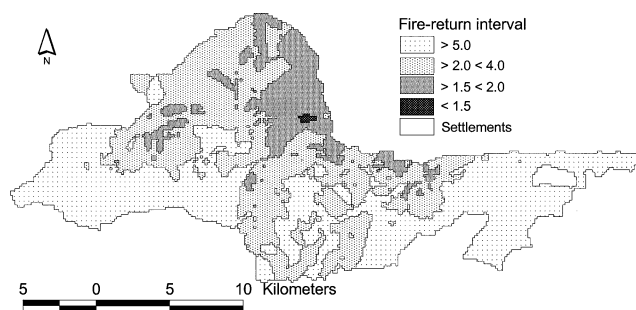 Fire-return interval
N
> 5.0
> 2.0 < 4.0
> 1.5 < 2.0
< 1.5
Settlements
5 0 5 10 Kilometers